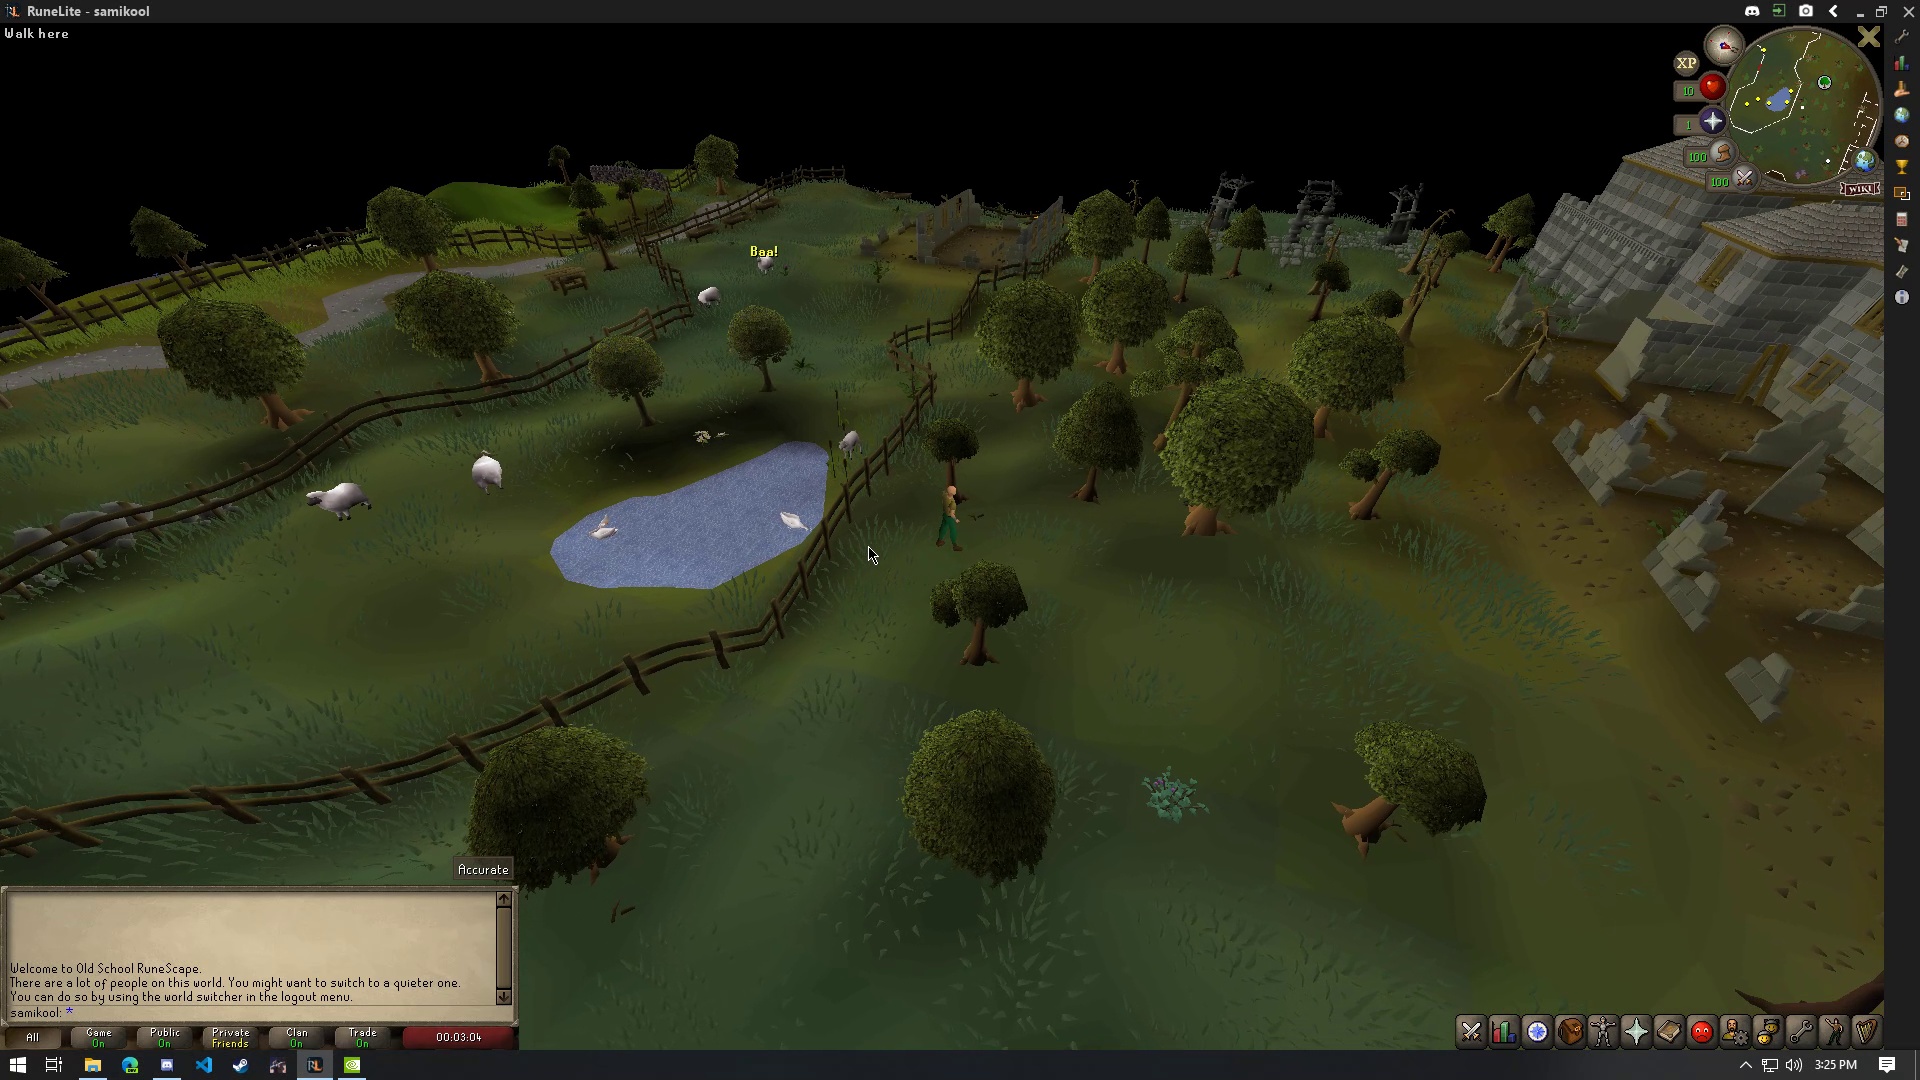 RuneLite - samikool
Walk here
XP
10
1
100
100
WIKI
Baa!
Accurate
Welcome to Old School RuneScape.
There are a lot of people on this world. You might want to switch to a quieter one.
You can do so by using the world switcher in the logout menu.
samikool: *
All
Game
On
Public
On
Private
Friends
Clan
On
Trade
On
00:03:04
3:25 PM